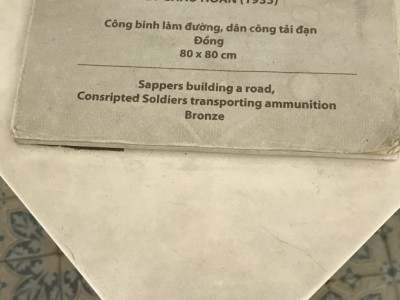 (1933)
Công binh làm đường, dân công tải đạn
Đồng
80 x 80 cm
Sappers building a road,
Consripted Soldiers transporting ammunition
Bronze